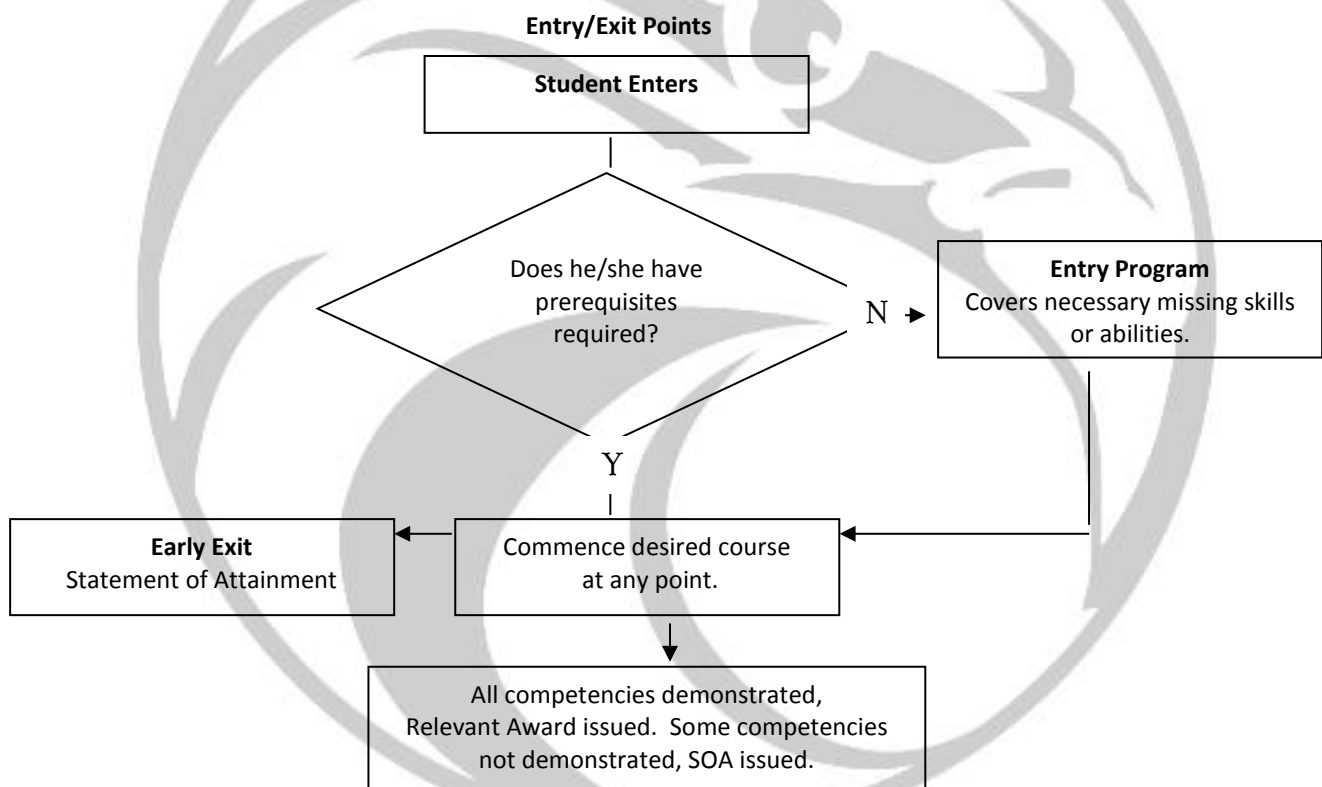 Entry/Exit Points
Student Enters
Does he/she have
prerequisites
required?
N
Entry Program
Covers necessary missing skills
or abilities.
Y
Early Exit
Statement of Attainment
Commence desired course
at any point.
All competencies demonstrated,
Relevant Award issued. Some competencies
not demonstrated, SOA issued.